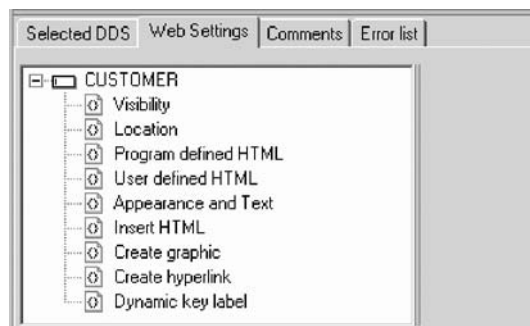 Selected DDS Web Settings Comments Error list
CUSTOMER
Visibility
Location
Program defined HTML
User defined HTML
Appearance and Text
Insert HTML
Create graphic
Create hyperlink
Dynamic key label